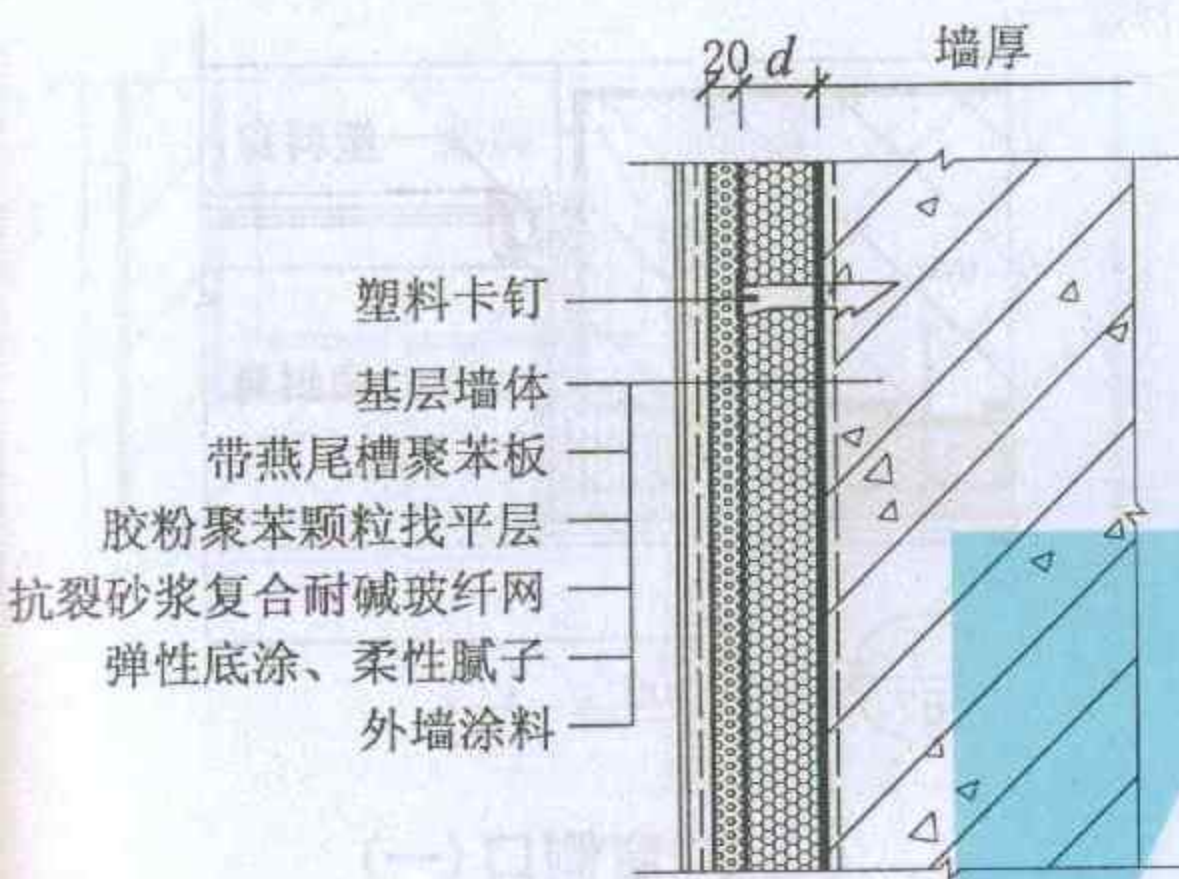 20 d 墙厚
塑料卡钉
基层墙体
带燕尾槽聚苯板
胶粉聚苯颗粒找平层
抗裂砂浆复合耐碱玻纤网
弹性底涂、柔性腻子
外墙涂料